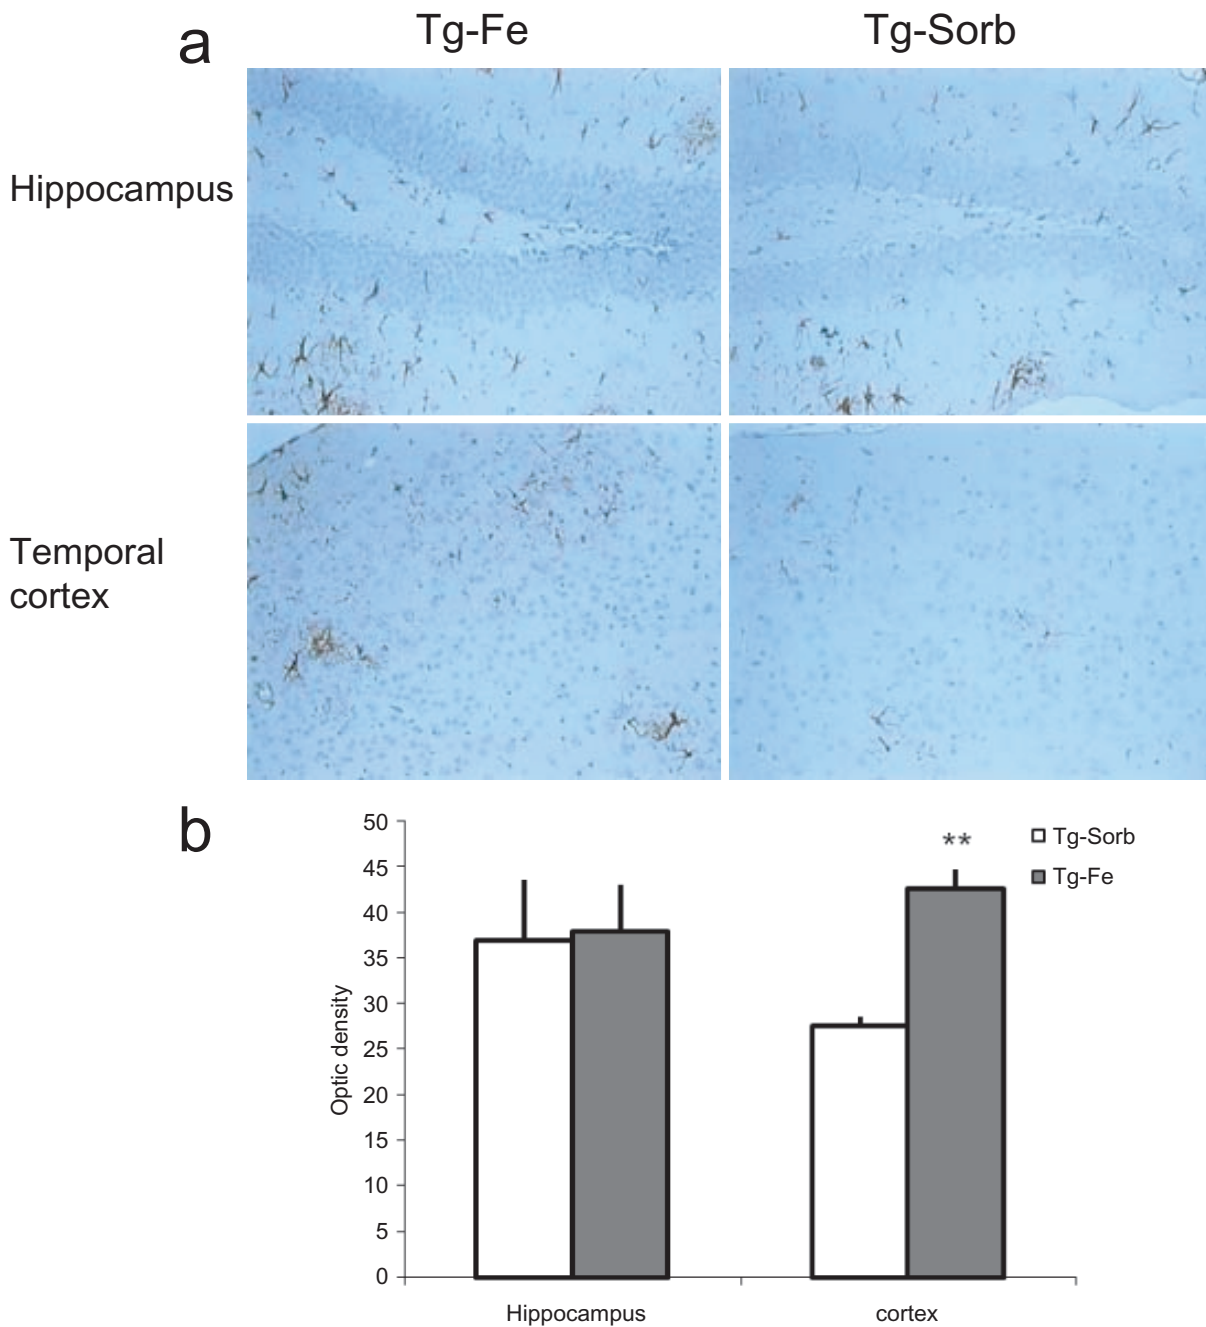 a
Tg-Fe
Tg-Sorb
Hippocampus
Temporal
cortex
b
50
45
40
35
30
25
20
15
10
5
0
Optic density
**
Tg-Sorb
Tg-Fe
Hippocampus
cortex